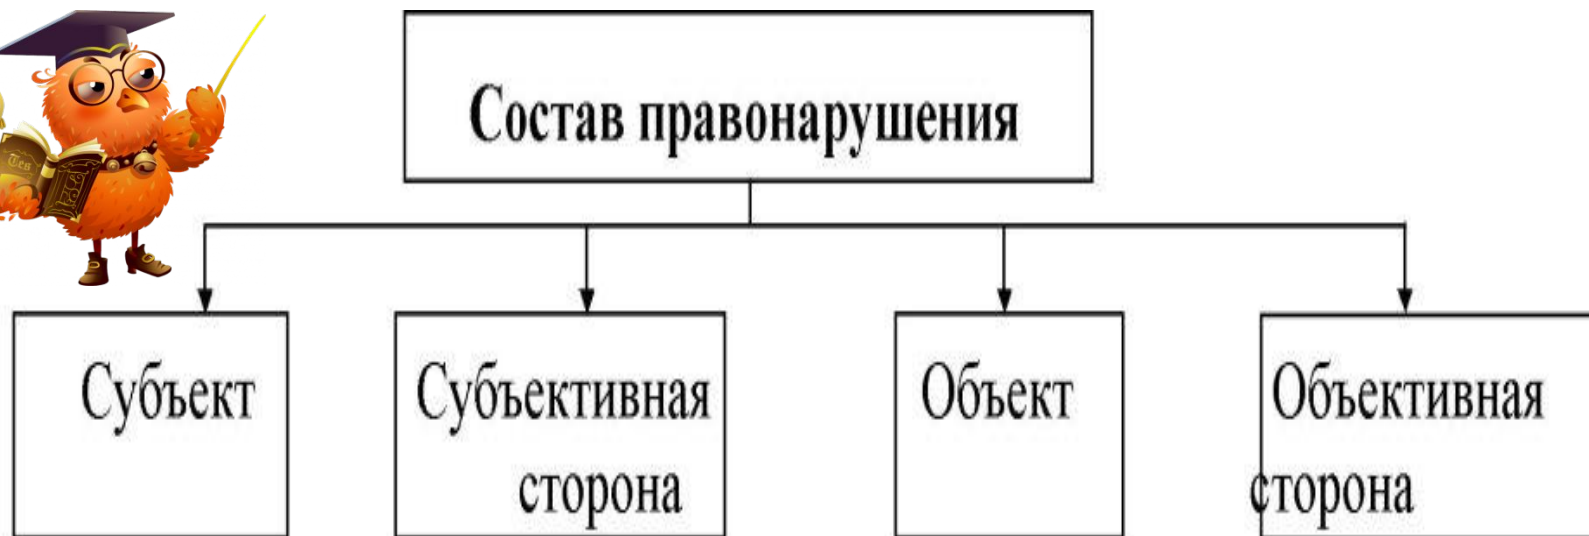 Состав правонарушения
Субъект
Субъективная
сторона
Объект
Объективная
сторона